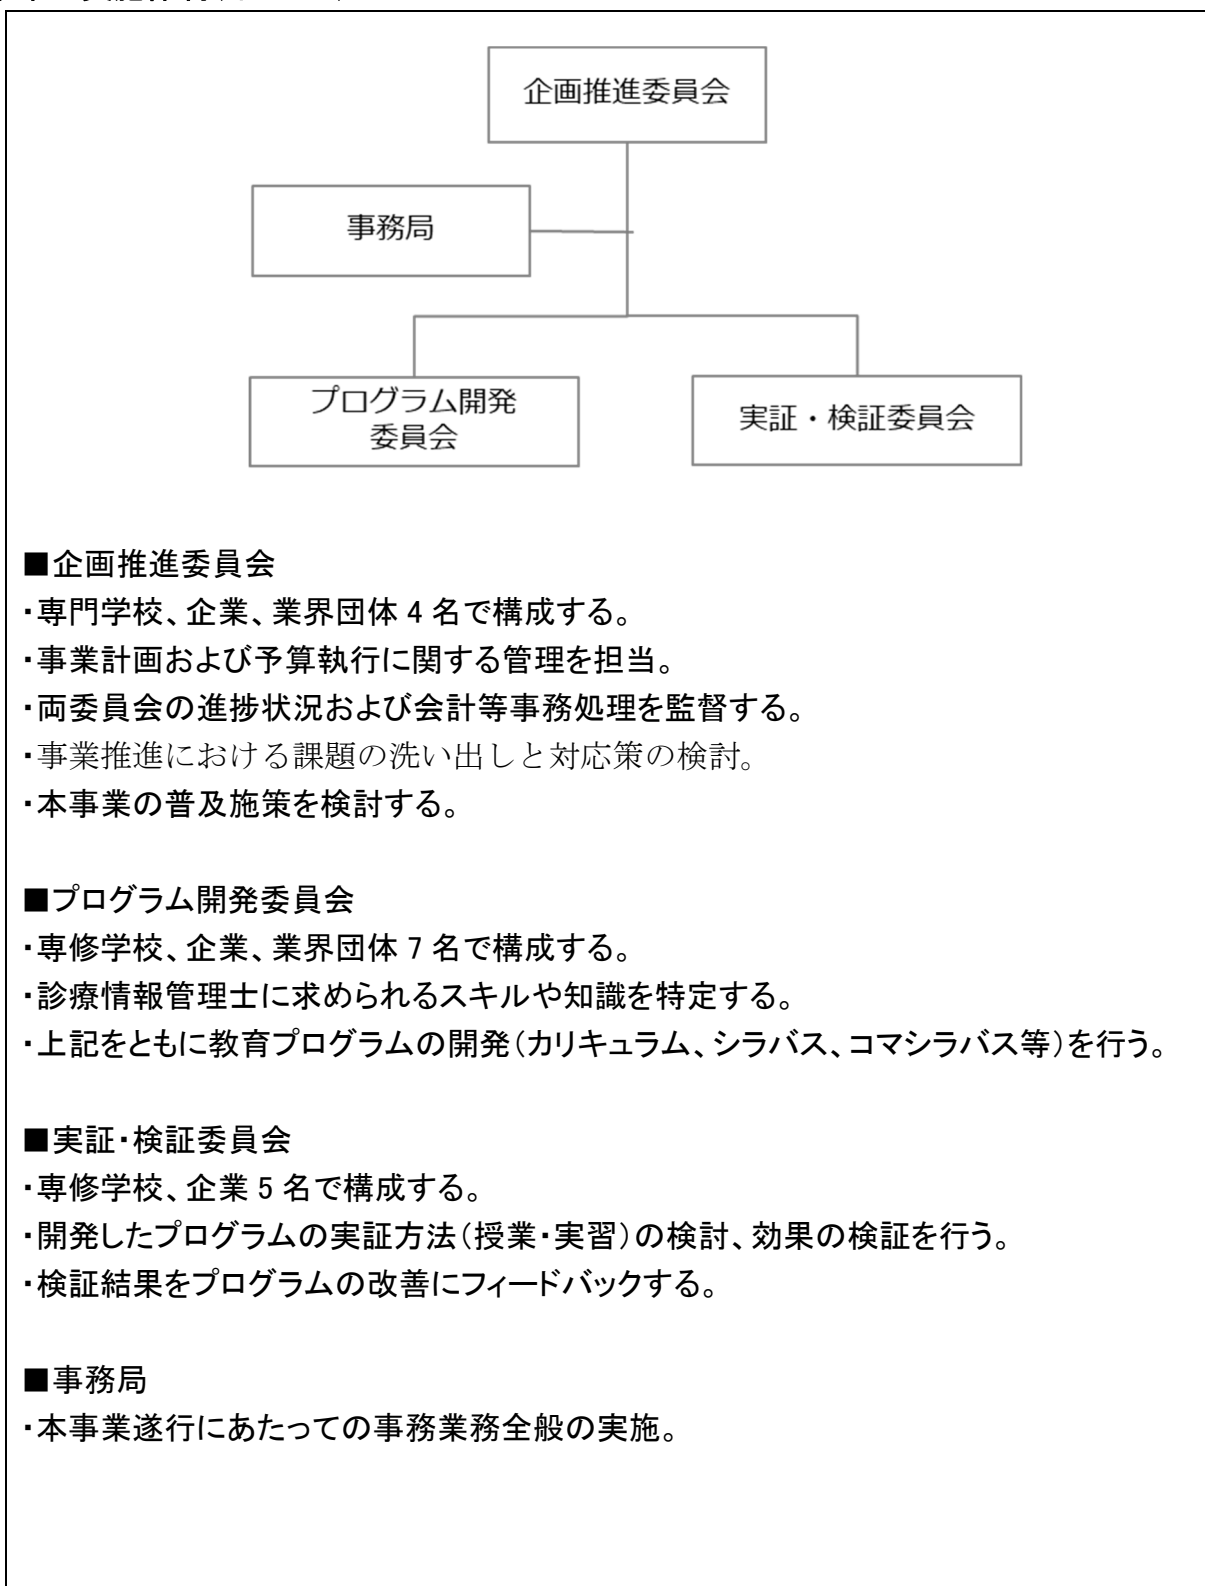 企画推進委員会
事務局
プログラム開発
委員会
実証・検証委員会
■企画推進委員会
・専門学校、企業、業界団体 4 名で構成する。
・事業計画および予算執行に関する管理を担当。
・両委員会の進捗状況および会計等事務処理を監督する。
・事業推進における課題の洗い出しと対応策の検討。
・本事業の普及施策を検討する。
■プログラム開発委員会
・専修学校、企業、業界団体 7 名で構成する。
・診療情報管理士に求められるスキルや知識を特定する。
・上記をともに教育プログラムの開発（カリキュラム、シラバス、コマシラバス等）を行う。
■実証・検証委員会
・専修学校、企業 5 名で構成する。
・開発したプログラムの実証方法（授業・実習）の検討、効果の検証を行う。
・検証結果をプログラムの改善にフィードバックする。
■事務局
・本事業遂行にあたっての事務業務全般の実施。